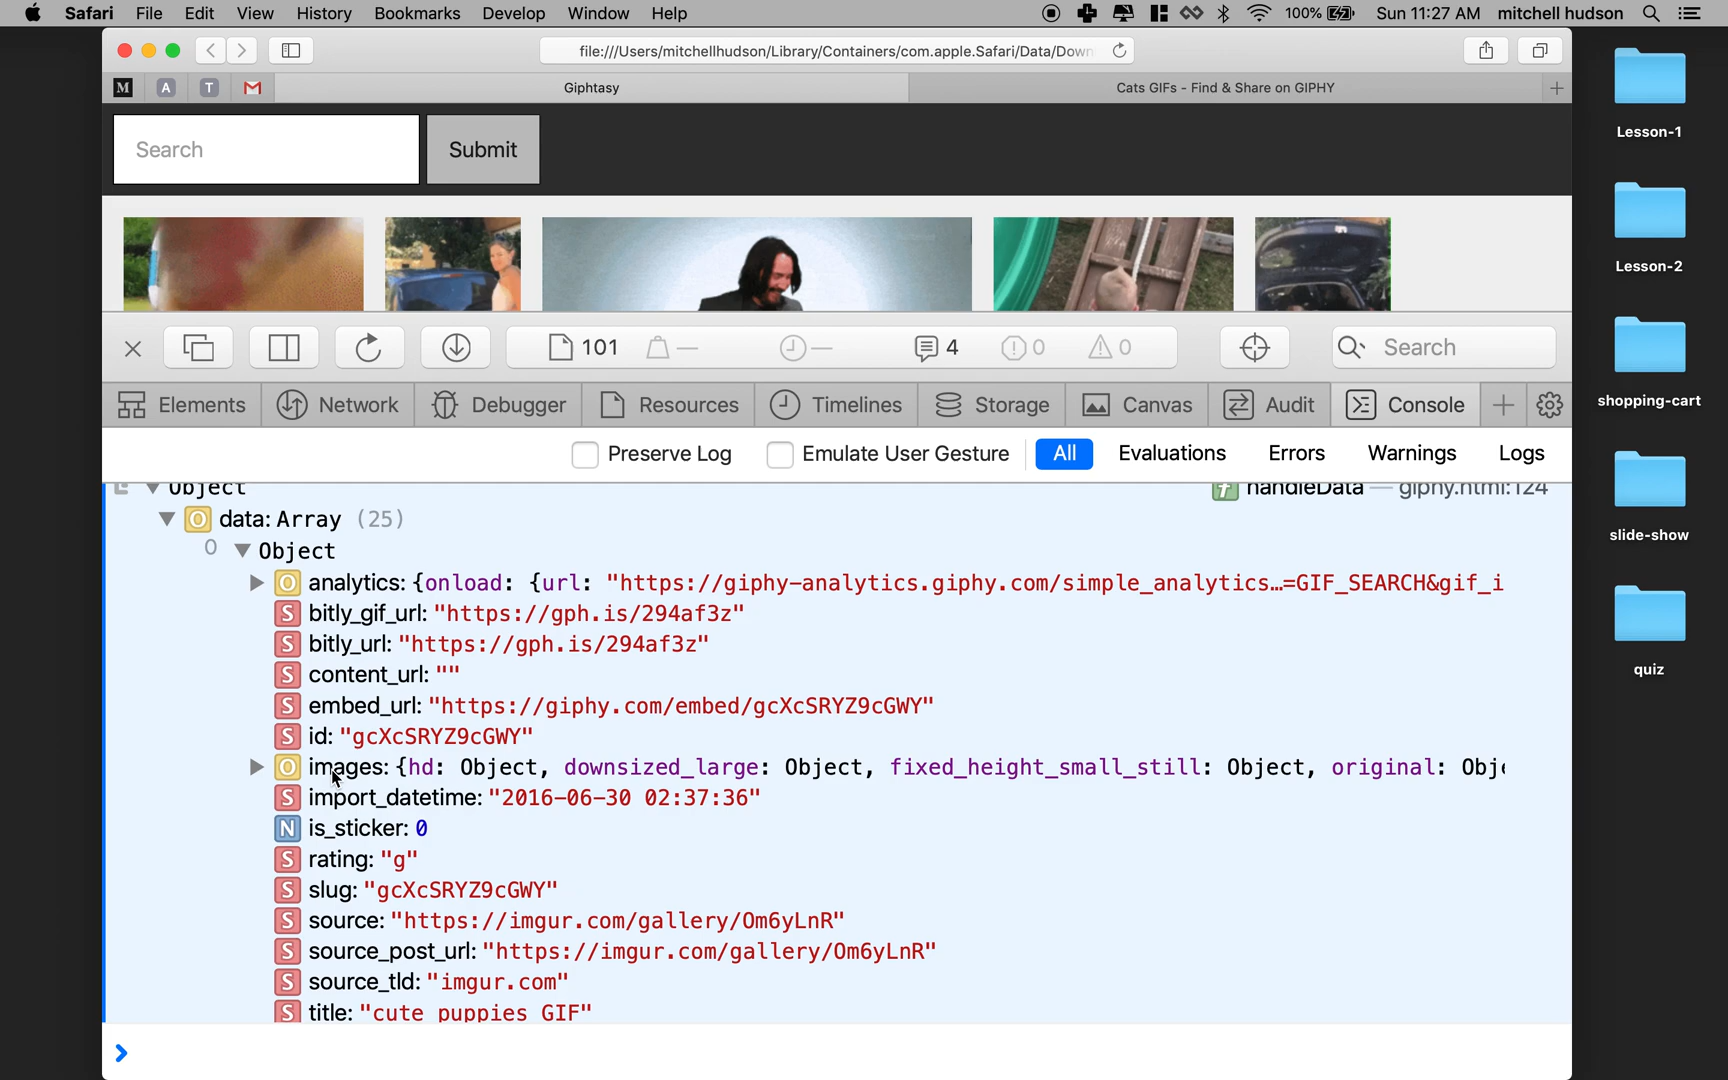 Safari File Edit View History Bookmarks Develop Window Help 100% Sun 11:27 AM mitchell hudson
file:///Users/mitchellhudson/Library/Containers/com.apple.Safari/Data/Down
M A T M Giphtasy Cats GIFs - Find & Share on GIPHY
Search Submit
101 — — 4 0 0 Search
Elements Network Debugger Resources Timelines Storage Canvas Audit Console
Preserve Log Emulate User Gesture All Evaluations Errors Warnings Logs
E Object f handleData — giphy.html:124
O data: Array (25)
0 Object
O analytics: {onload: {url: "https://giphy-analytics.giphy.com/simple_analytics…=GIF_SEARCH&gif_i
S bitly_gif_url: "https://gph.is/294af3z"
S bitly_url: "https://gph.is/294af3z"
S content_url: ""
S embed_url: "https://giphy.com/embed/gcXcSRYZ9cGWY"
S id: "gcXcSRYZ9cGWY"
O images: {hd: Object, downsized_large: Object, fixed_height_small_still: Object, original: Obje
S import_datetime: "2016-06-30 02:37:36"
N is_sticker: 0
S rating: "g"
S slug: "gcXcSRYZ9cGWY"
S source: "https://imgur.com/gallery/Om6yLnR"
S source_post_url: "https://imgur.com/gallery/Om6yLnR"
S source_tld: "imgur.com"
S title: "cute puppies GIF"
Lesson-1
Lesson-2
shopping-cart
slide-show
quiz